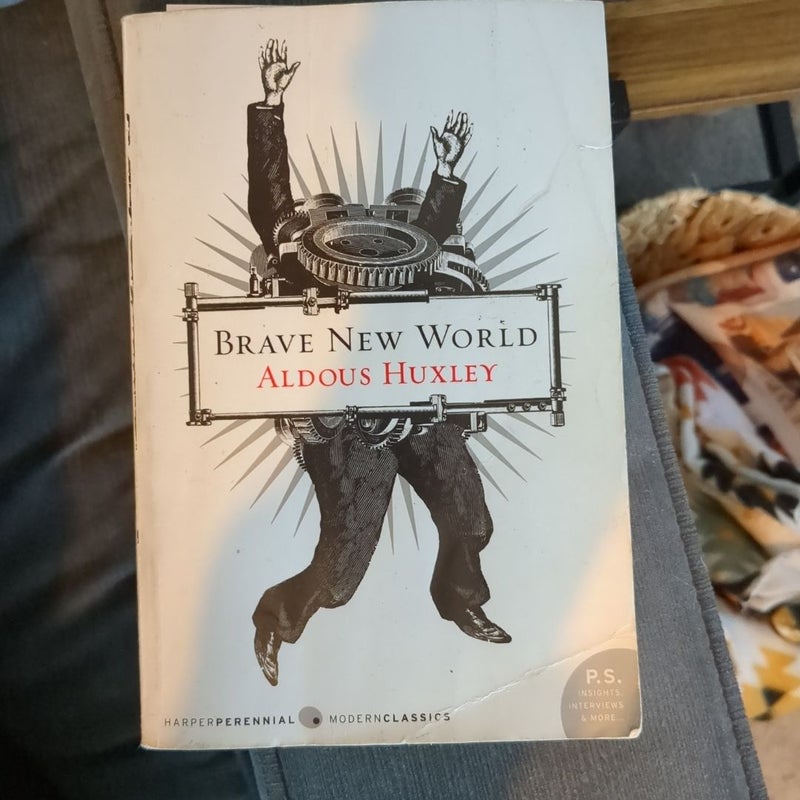 BRAVE NEW WORLD
ALDOUS HUXLEY
P.S.
INSIGHTS,
INTERVIEWS
& MORE...
HARPERPERENNIAL MODERNCLASSICS